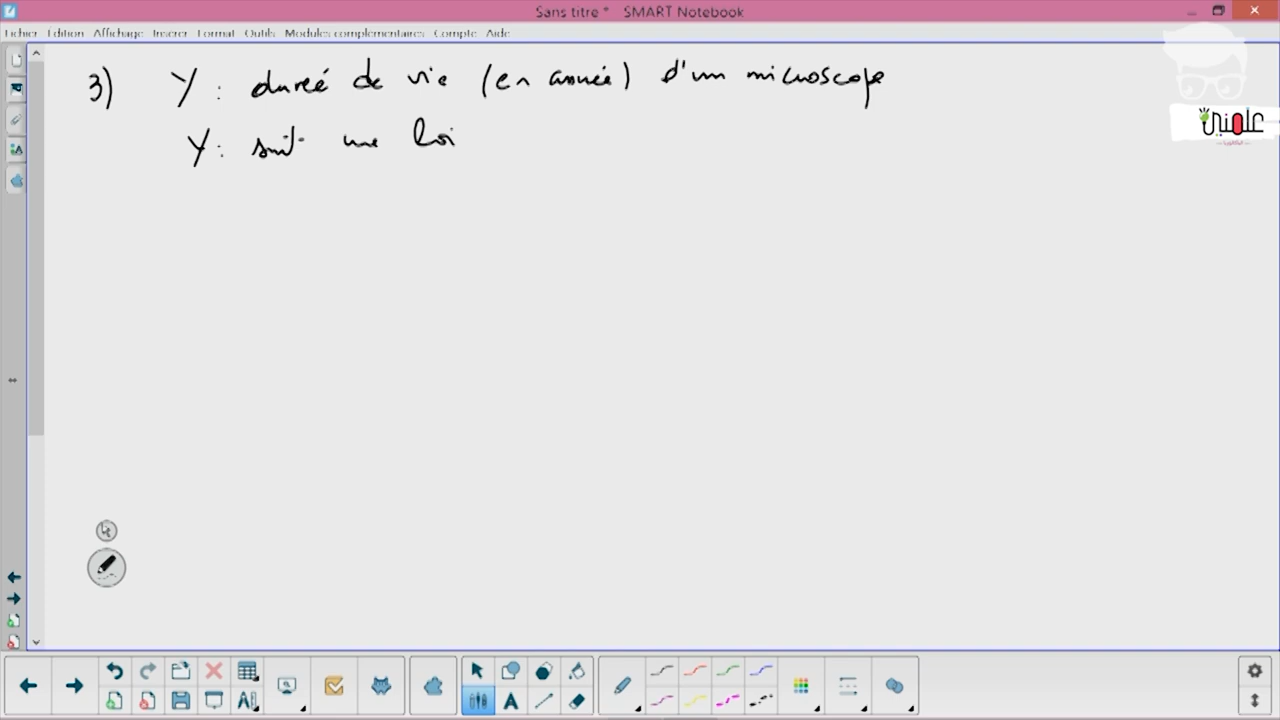 Sans titre * SMART Notebook
Fichier Edition Affichage Insérer Format Outils Modules complémentaires Compte Aide
3) Y : dureé de vie (en année) d'un microscope
Y : suit une loi
علمني